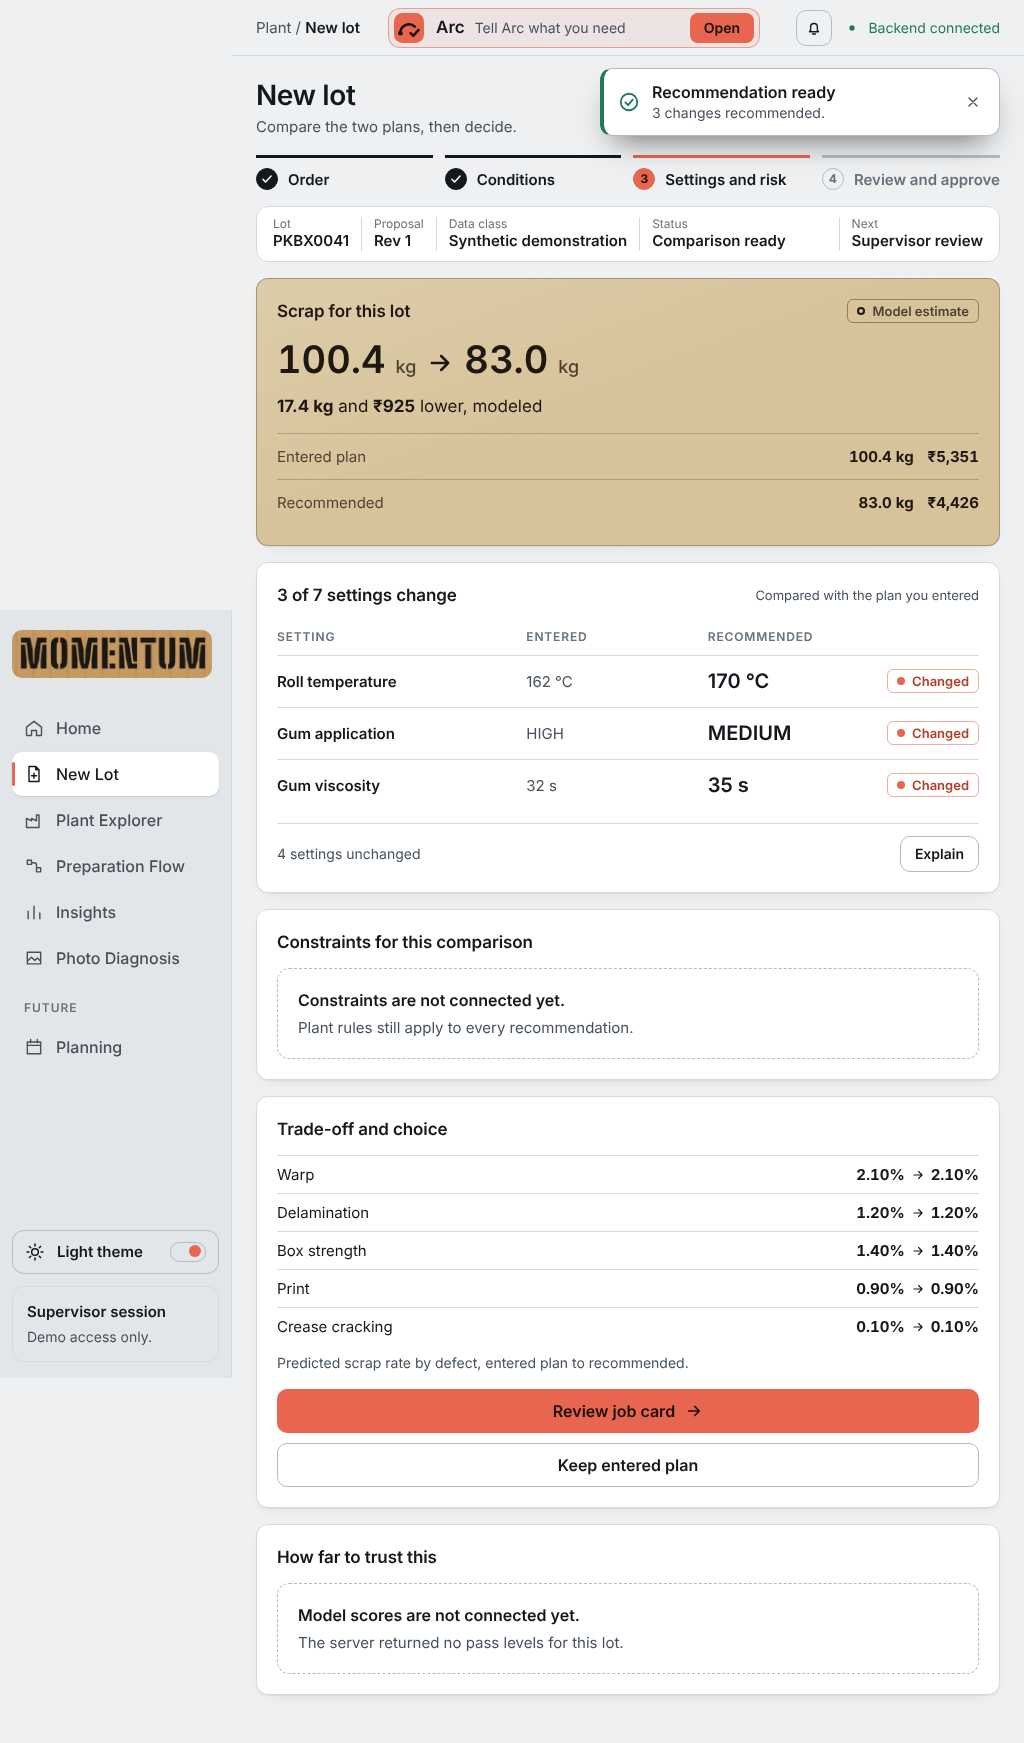 Plant / New lot
Arc Tell Arc what you need Open
Backend connected
New lot
Compare the two plans, then decide.
Recommendation ready
3 changes recommended.
Order
Conditions
3 Settings and risk
4 Review and approve
Lot
PKBX0041
Proposal
Rev 1
Data class
Synthetic demonstration
Status
Comparison ready
Next
Supervisor review
Scrap for this lot
Model estimate
100.4 kg → 83.0 kg
17.4 kg and ₹925 lower, modeled
Entered plan 100.4 kg ₹5,351
Recommended 83.0 kg ₹4,426
3 of 7 settings change
Compared with the plan you entered
SETTING ENTERED RECOMMENDED
Roll temperature 162 °C 170 °C Changed
Gum application HIGH MEDIUM Changed
Gum viscosity 32 s 35 s Changed
4 settings unchanged
Explain
MOMENTUM
Home
New Lot
Plant Explorer
Preparation Flow
Insights
Photo Diagnosis
FUTURE
Planning
Light theme
Supervisor session
Demo access only.
Constraints for this comparison
Constraints are not connected yet.
Plant rules still apply to every recommendation.
Trade-off and choice
Warp 2.10% → 2.10%
Delamination 1.20% → 1.20%
Box strength 1.40% → 1.40%
Print 0.90% → 0.90%
Crease cracking 0.10% → 0.10%
Predicted scrap rate by defect, entered plan to recommended.
Review job card →
Keep entered plan
How far to trust this
Model scores are not connected yet.
The server returned no pass levels for this lot.